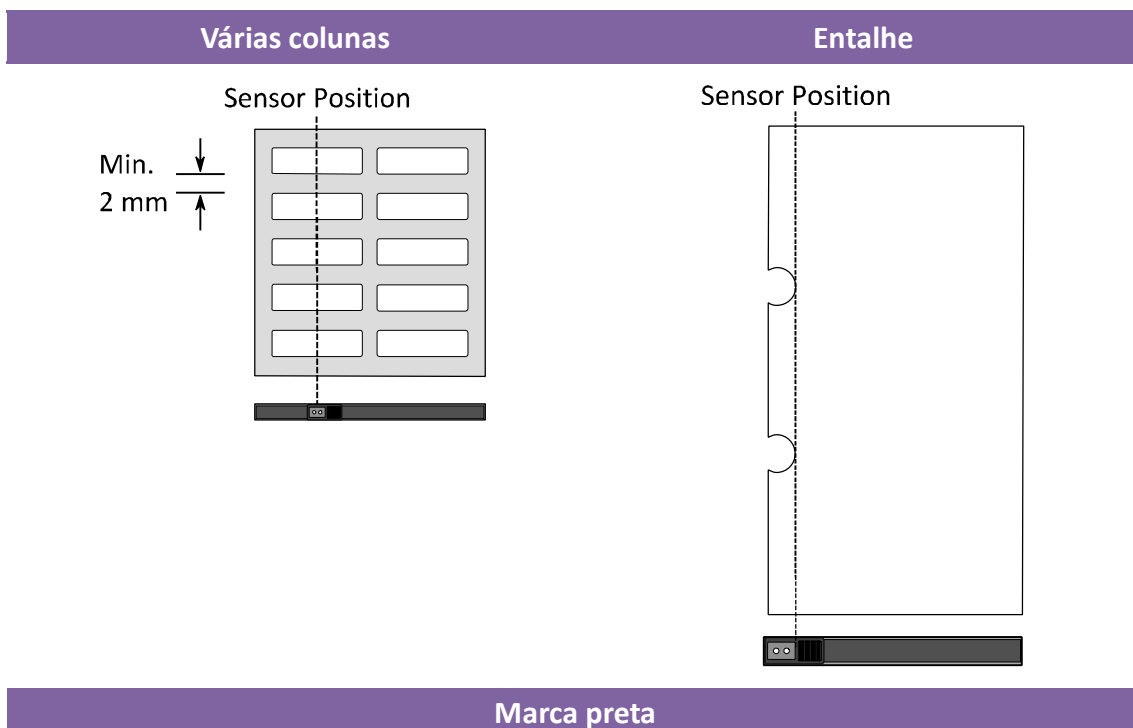 Várias colunas
Entalhe
Sensor Position
Min.
2 mm
Sensor Position
Marca preta